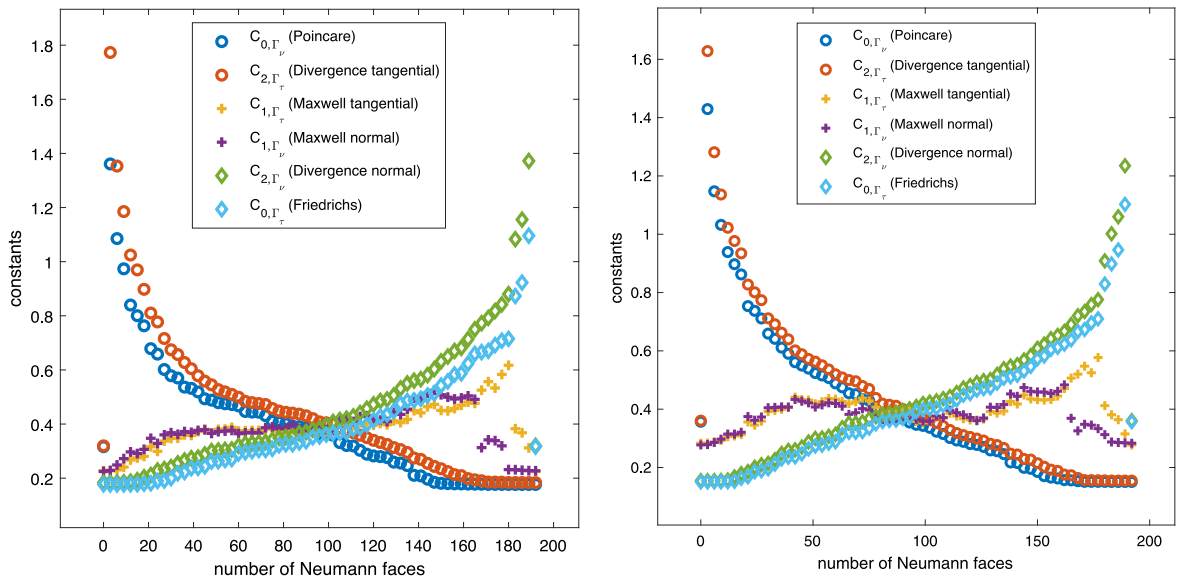 1.8
1.6
1.4
1.2
1
0.8
0.6
0.4
0.2
constants
0 20 40 60 80 100 120 140 160 180 200
number of Neumann faces
C0,Γν (Poincare)
C2,Γτ (Divergence tangential)
C1,Γτ (Maxwell tangential)
C1,Γν (Maxwell normal)
C2,Γν (Divergence normal)
C0,Γτ (Friedrichs)
1.6
1.4
1.2
1
0.8
0.6
0.4
0.2
constants
0 50 100 150 200
number of Neumann faces
C0,Γν (Poincare)
C2,Γτ (Divergence tangential)
C1,Γτ (Maxwell tangential)
C1,Γν (Maxwell normal)
C2,Γν (Divergence normal)
C0,Γτ (Friedrichs)